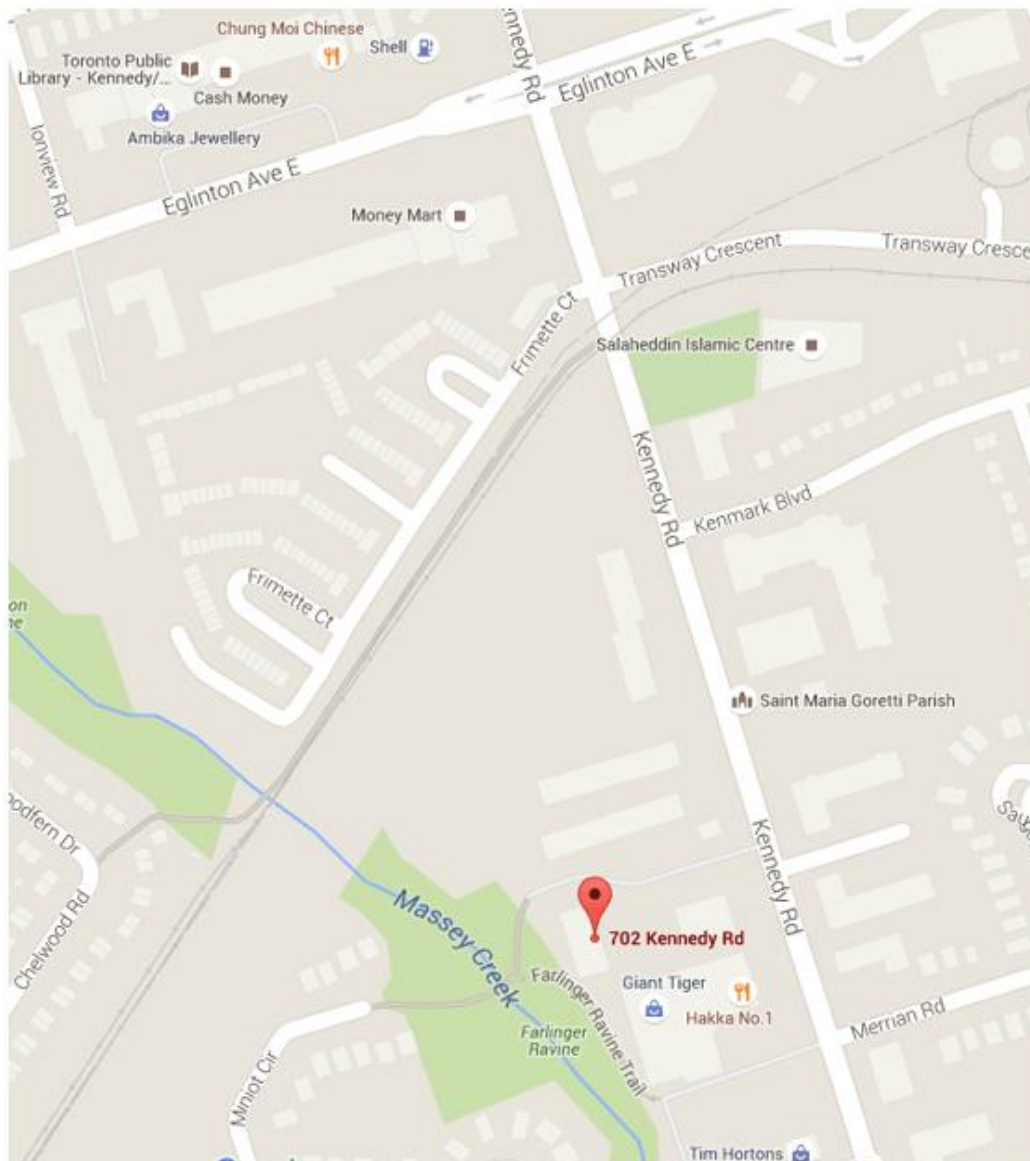 Chung Moi Chinese
Toronto Public
Library - Kennedy/...
Cash Money
Shell
Ambika Jewellery
Kennedy Rd
Eglinton Ave E
Ionview Rd
Eglinton Ave E
Money Mart
Transway Crescent
Transway Cresce
Frimette Ct
Salaheddin Islamic Centre
Kennedy Rd
Kenmark Blvd
Frimette Ct
Saint Maria Goretti Parish
Kennedy Rd
oodfern Dr
Chelwood Rd
Massey Creek
702 Kennedy Rd
Giant Tiger
Hakka No.1
Farlinger Ravine Trail
Farlinger
Ravine
Merrian Rd
Miniot Cir
Tim Hortons